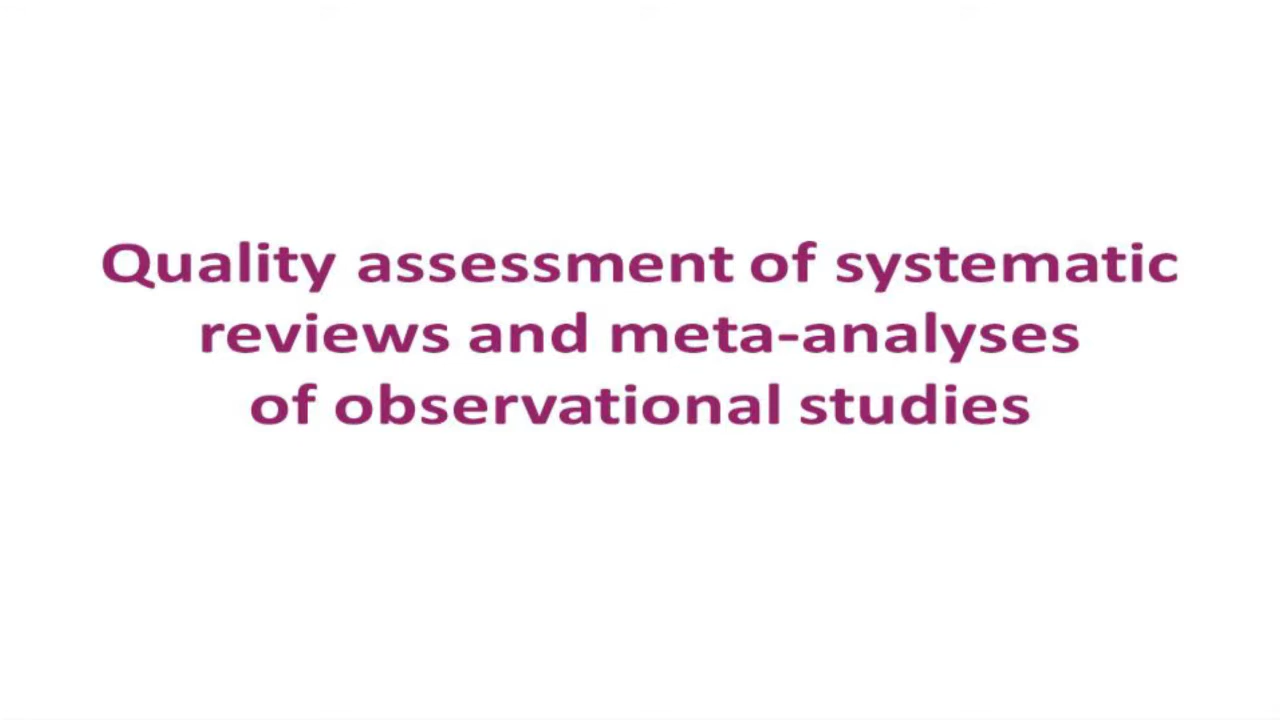 Quality assessment of systematic
reviews and meta-analyses
of observational studies